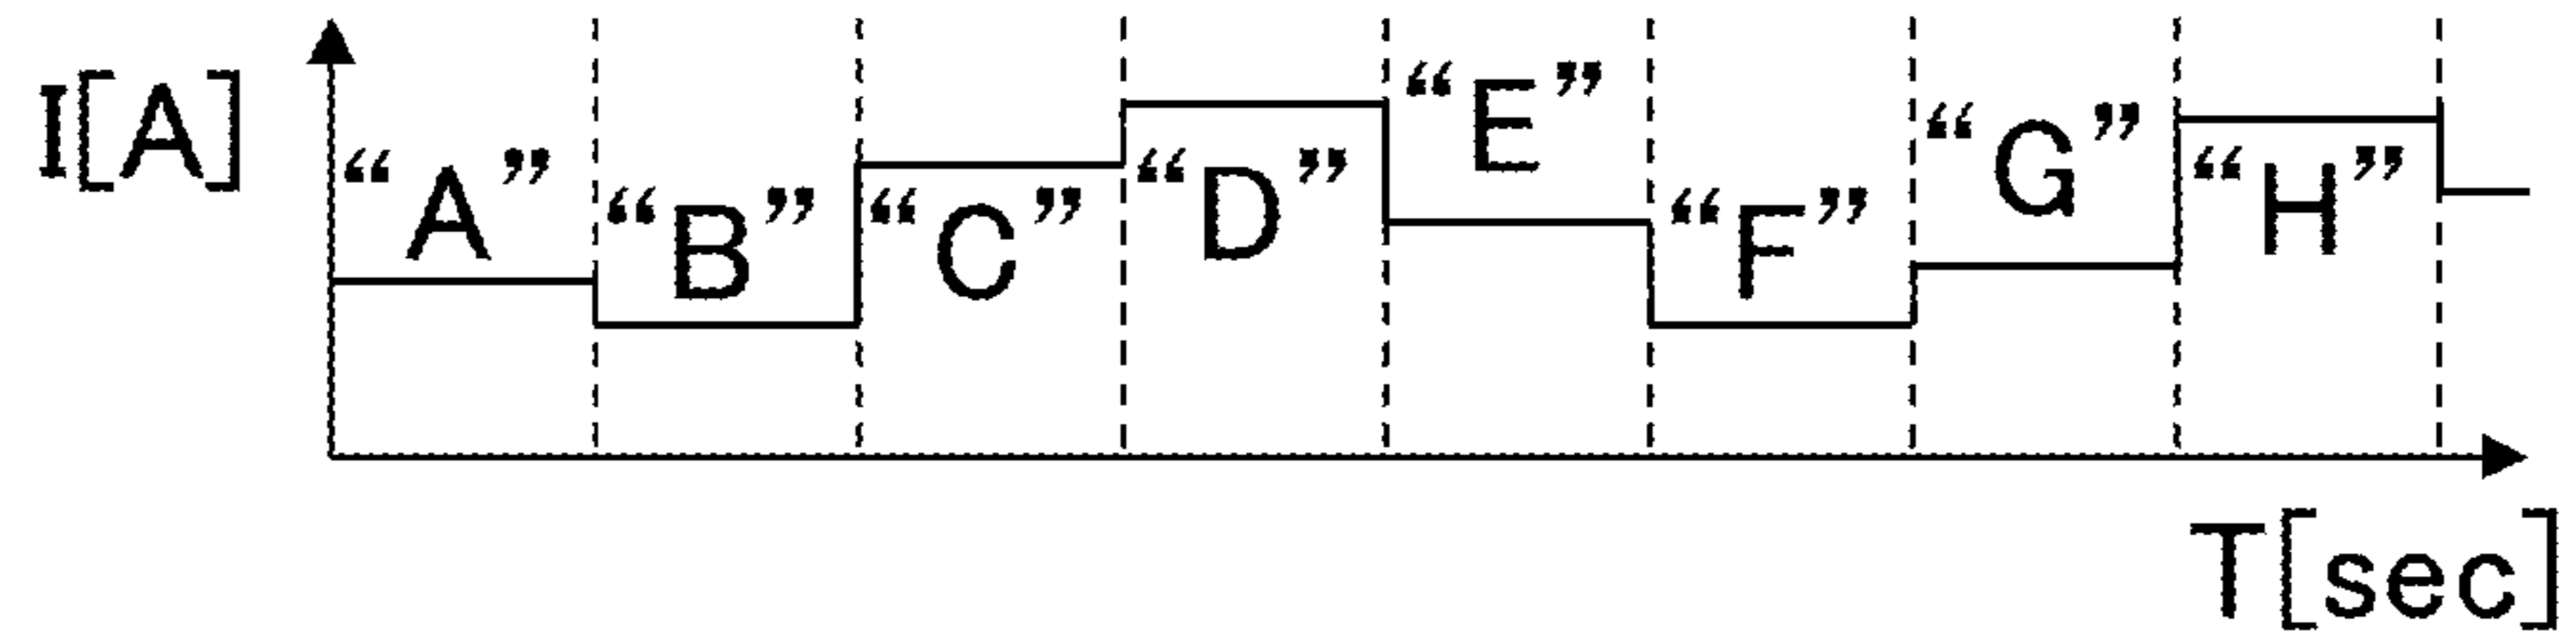 I[A]
“A” “B” “C” “D” “E” “F” “G” “H”
T[sec]